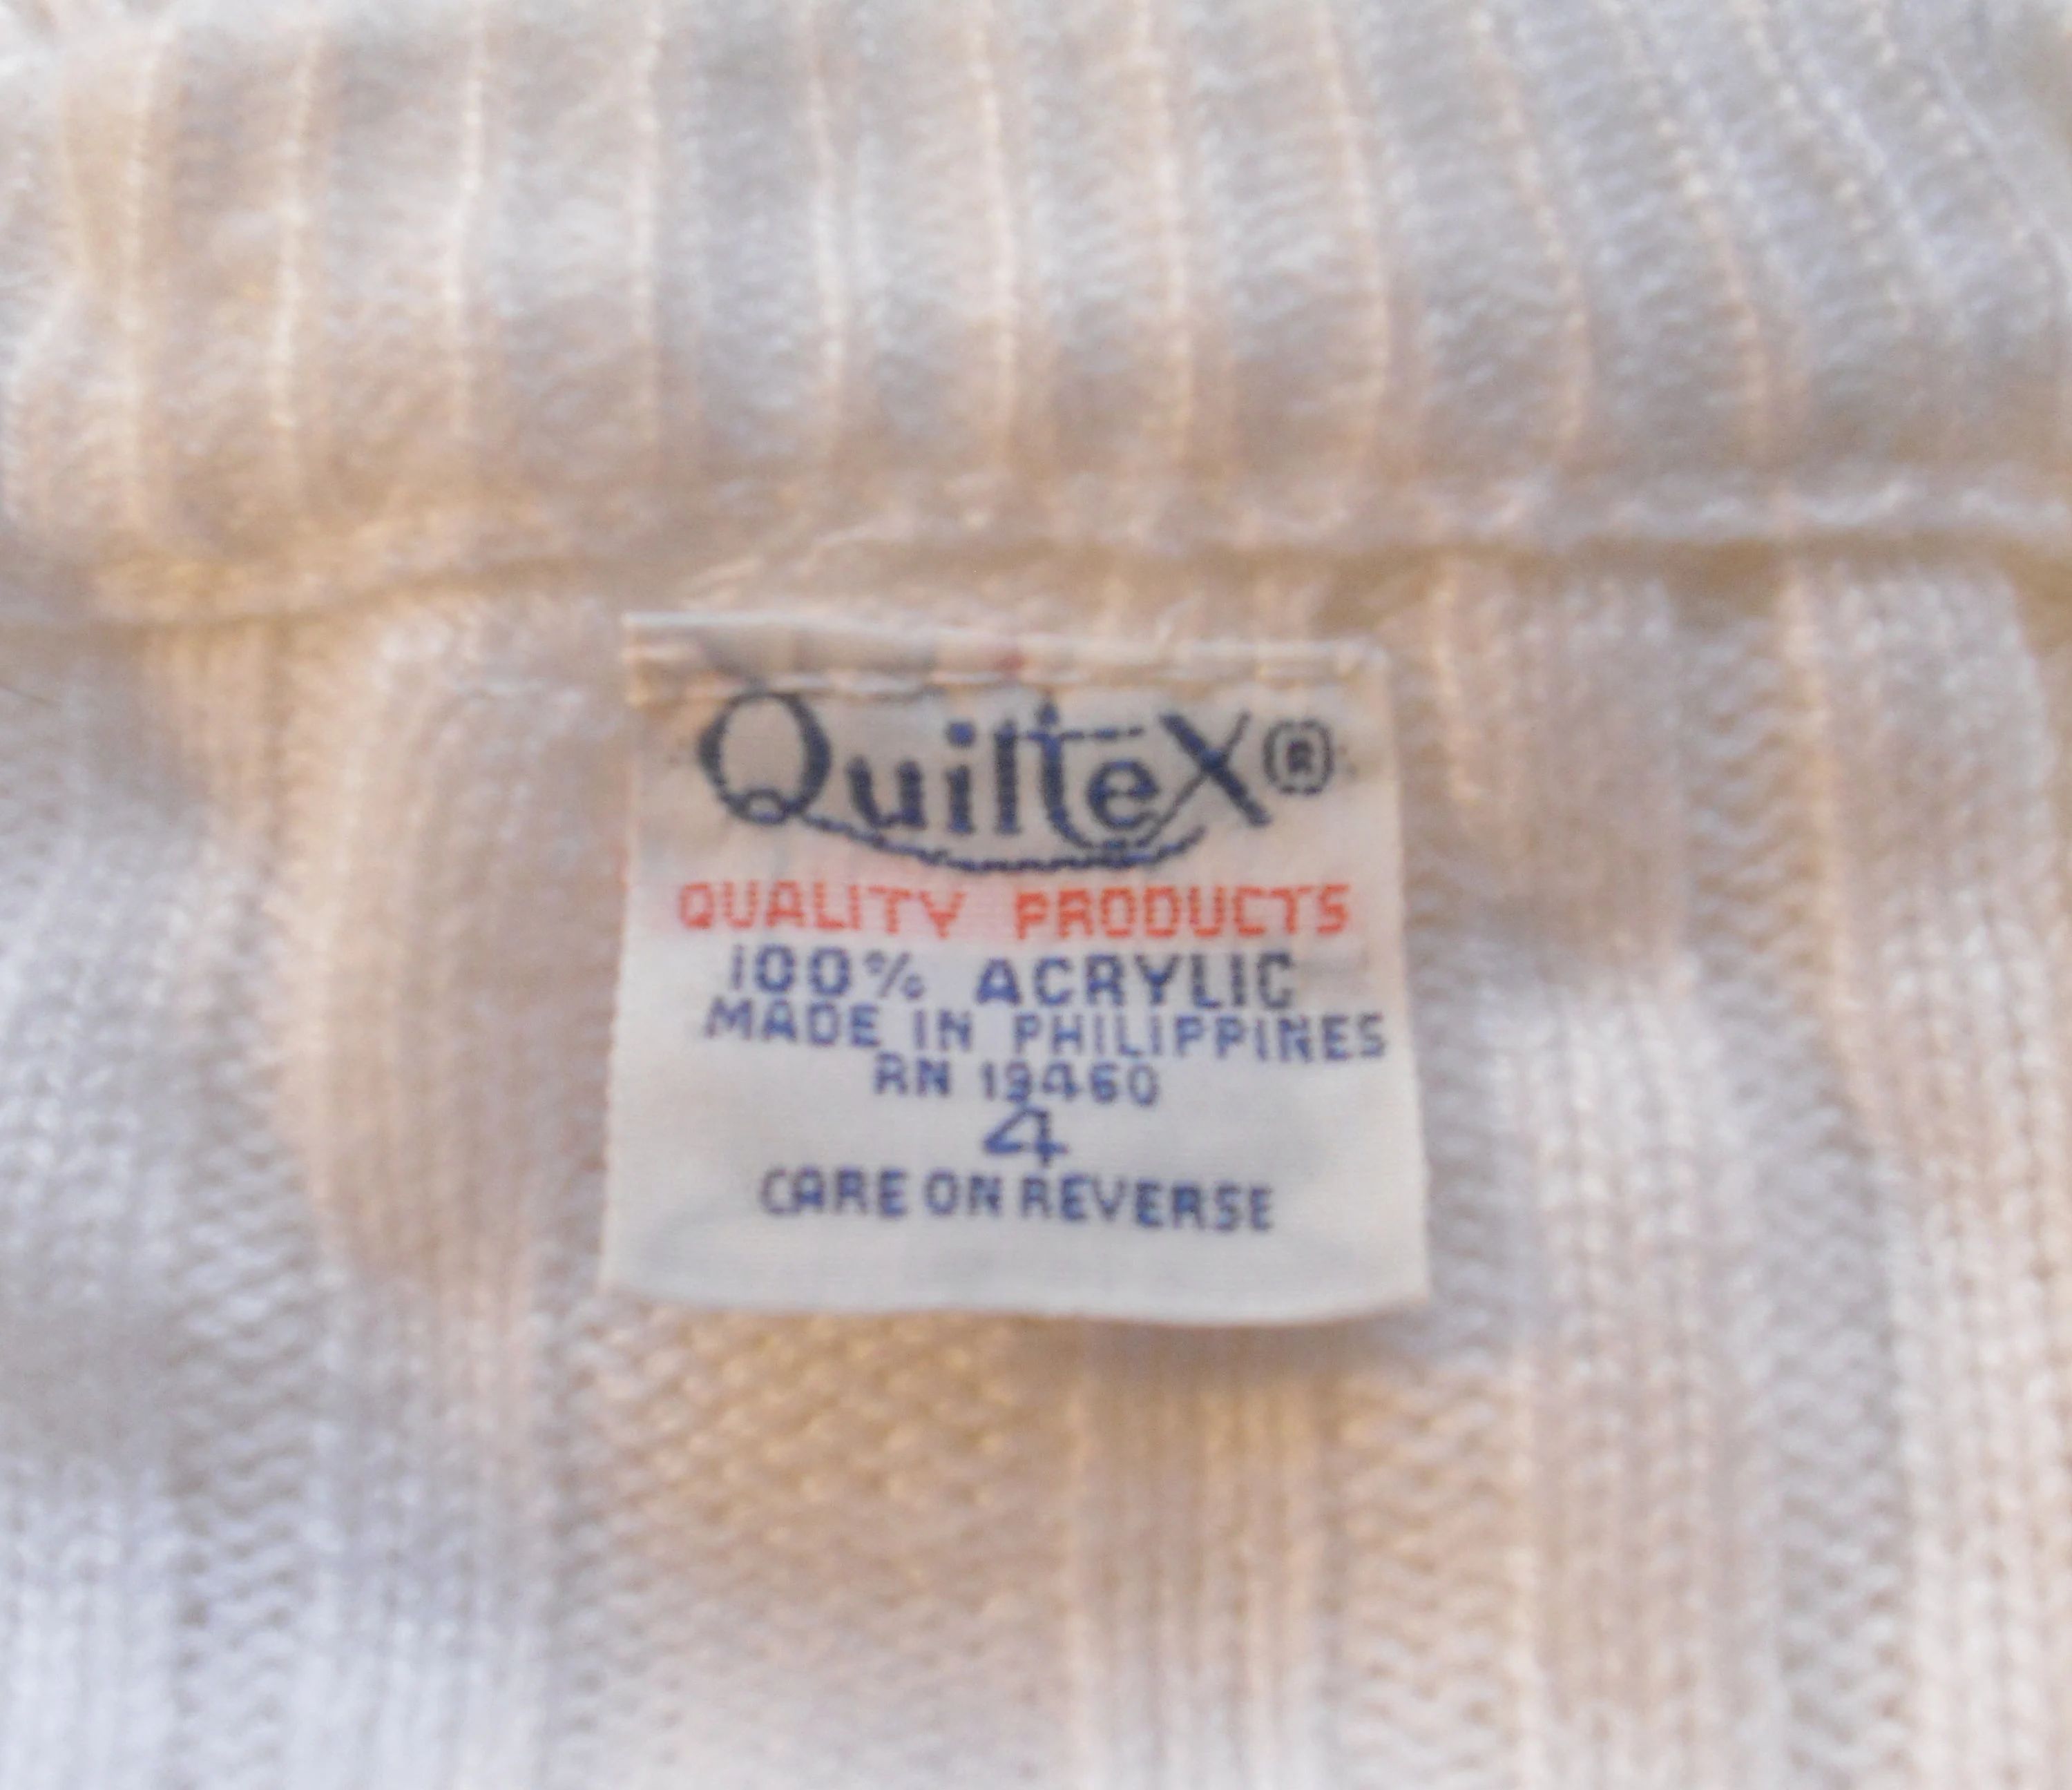 Quiltex®
QUALITY PRODUCTS
100% ACRYLIC
MADE IN PHILIPPINES
RN 19460
4
CARE ON REVERSE